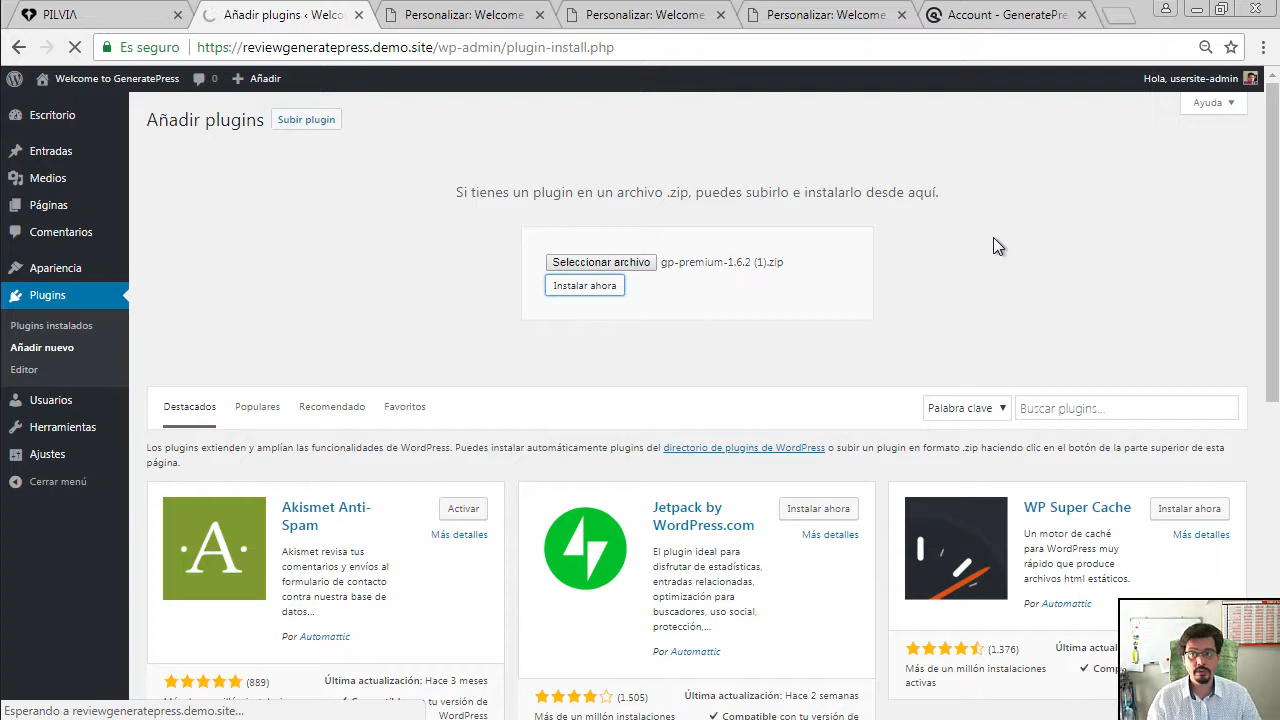 PILVIA
Añadir plugins ‹ Welco
Personalizar: Welcome
Personalizar: Welcome
Personalizar: Welcome
Account - GeneratePre
Es seguro
https://reviewgeneratepress.demo.site/wp-admin/plugin-install.php
Welcome to GeneratePress
0
Añadir
Hola, usersite-admin
Escritorio
Entradas
Medios
Páginas
Comentarios
Apariencia
Plugins
Plugins instalados
Añadir nuevo
Editor
Usuarios
Herramientas
Ajustes
Cerrar menú
Ayuda
Añadir plugins
Subir plugin
Si tienes un plugin en un archivo .zip, puedes subirlo e instalarlo desde aquí.
Seleccionar archivo gp-premium-1.6.2 (1).zip
Instalar ahora
Destacados
Populares
Recomendado
Favoritos
Palabra clave
Buscar plugins...
Los plugins extienden y amplían las funcionalidades de WordPress. Puedes instalar automáticamente plugins del directorio de plugins de WordPress o subir un plugin en formato .zip haciendo clic en el botón de la parte superior de esta
página.
Akismet Anti-
Spam
Activar
Más detalles
Akismet revisa tus
comentarios y envíos al
formulario de contacto
contra nuestra base de
datos...
Por Automattic
(889)
Última actualización: Hace 3 meses
tu versión de
WordPress
Jetpack by
WordPress.com
Instalar ahora
Más detalles
El plugin ideal para
disfrutar de estadísticas,
entradas relacionadas,
optimización para
buscadores, uso social,
protección,...
Por Automattic
(1.505)
Última actualización: Hace 2 semanas
Más de un millón de instalaciones
Compatible con tu versión de
WP Super Cache
Instalar ahora
Más detalles
Un motor de caché
para WordPress muy
rápido que produce
archivos html estáticos.
Por Automattic
(1.376)
Última actual
Más de un millón instalaciones
activas
Comp
Esperando a reviewgeneratepress.demo.site...